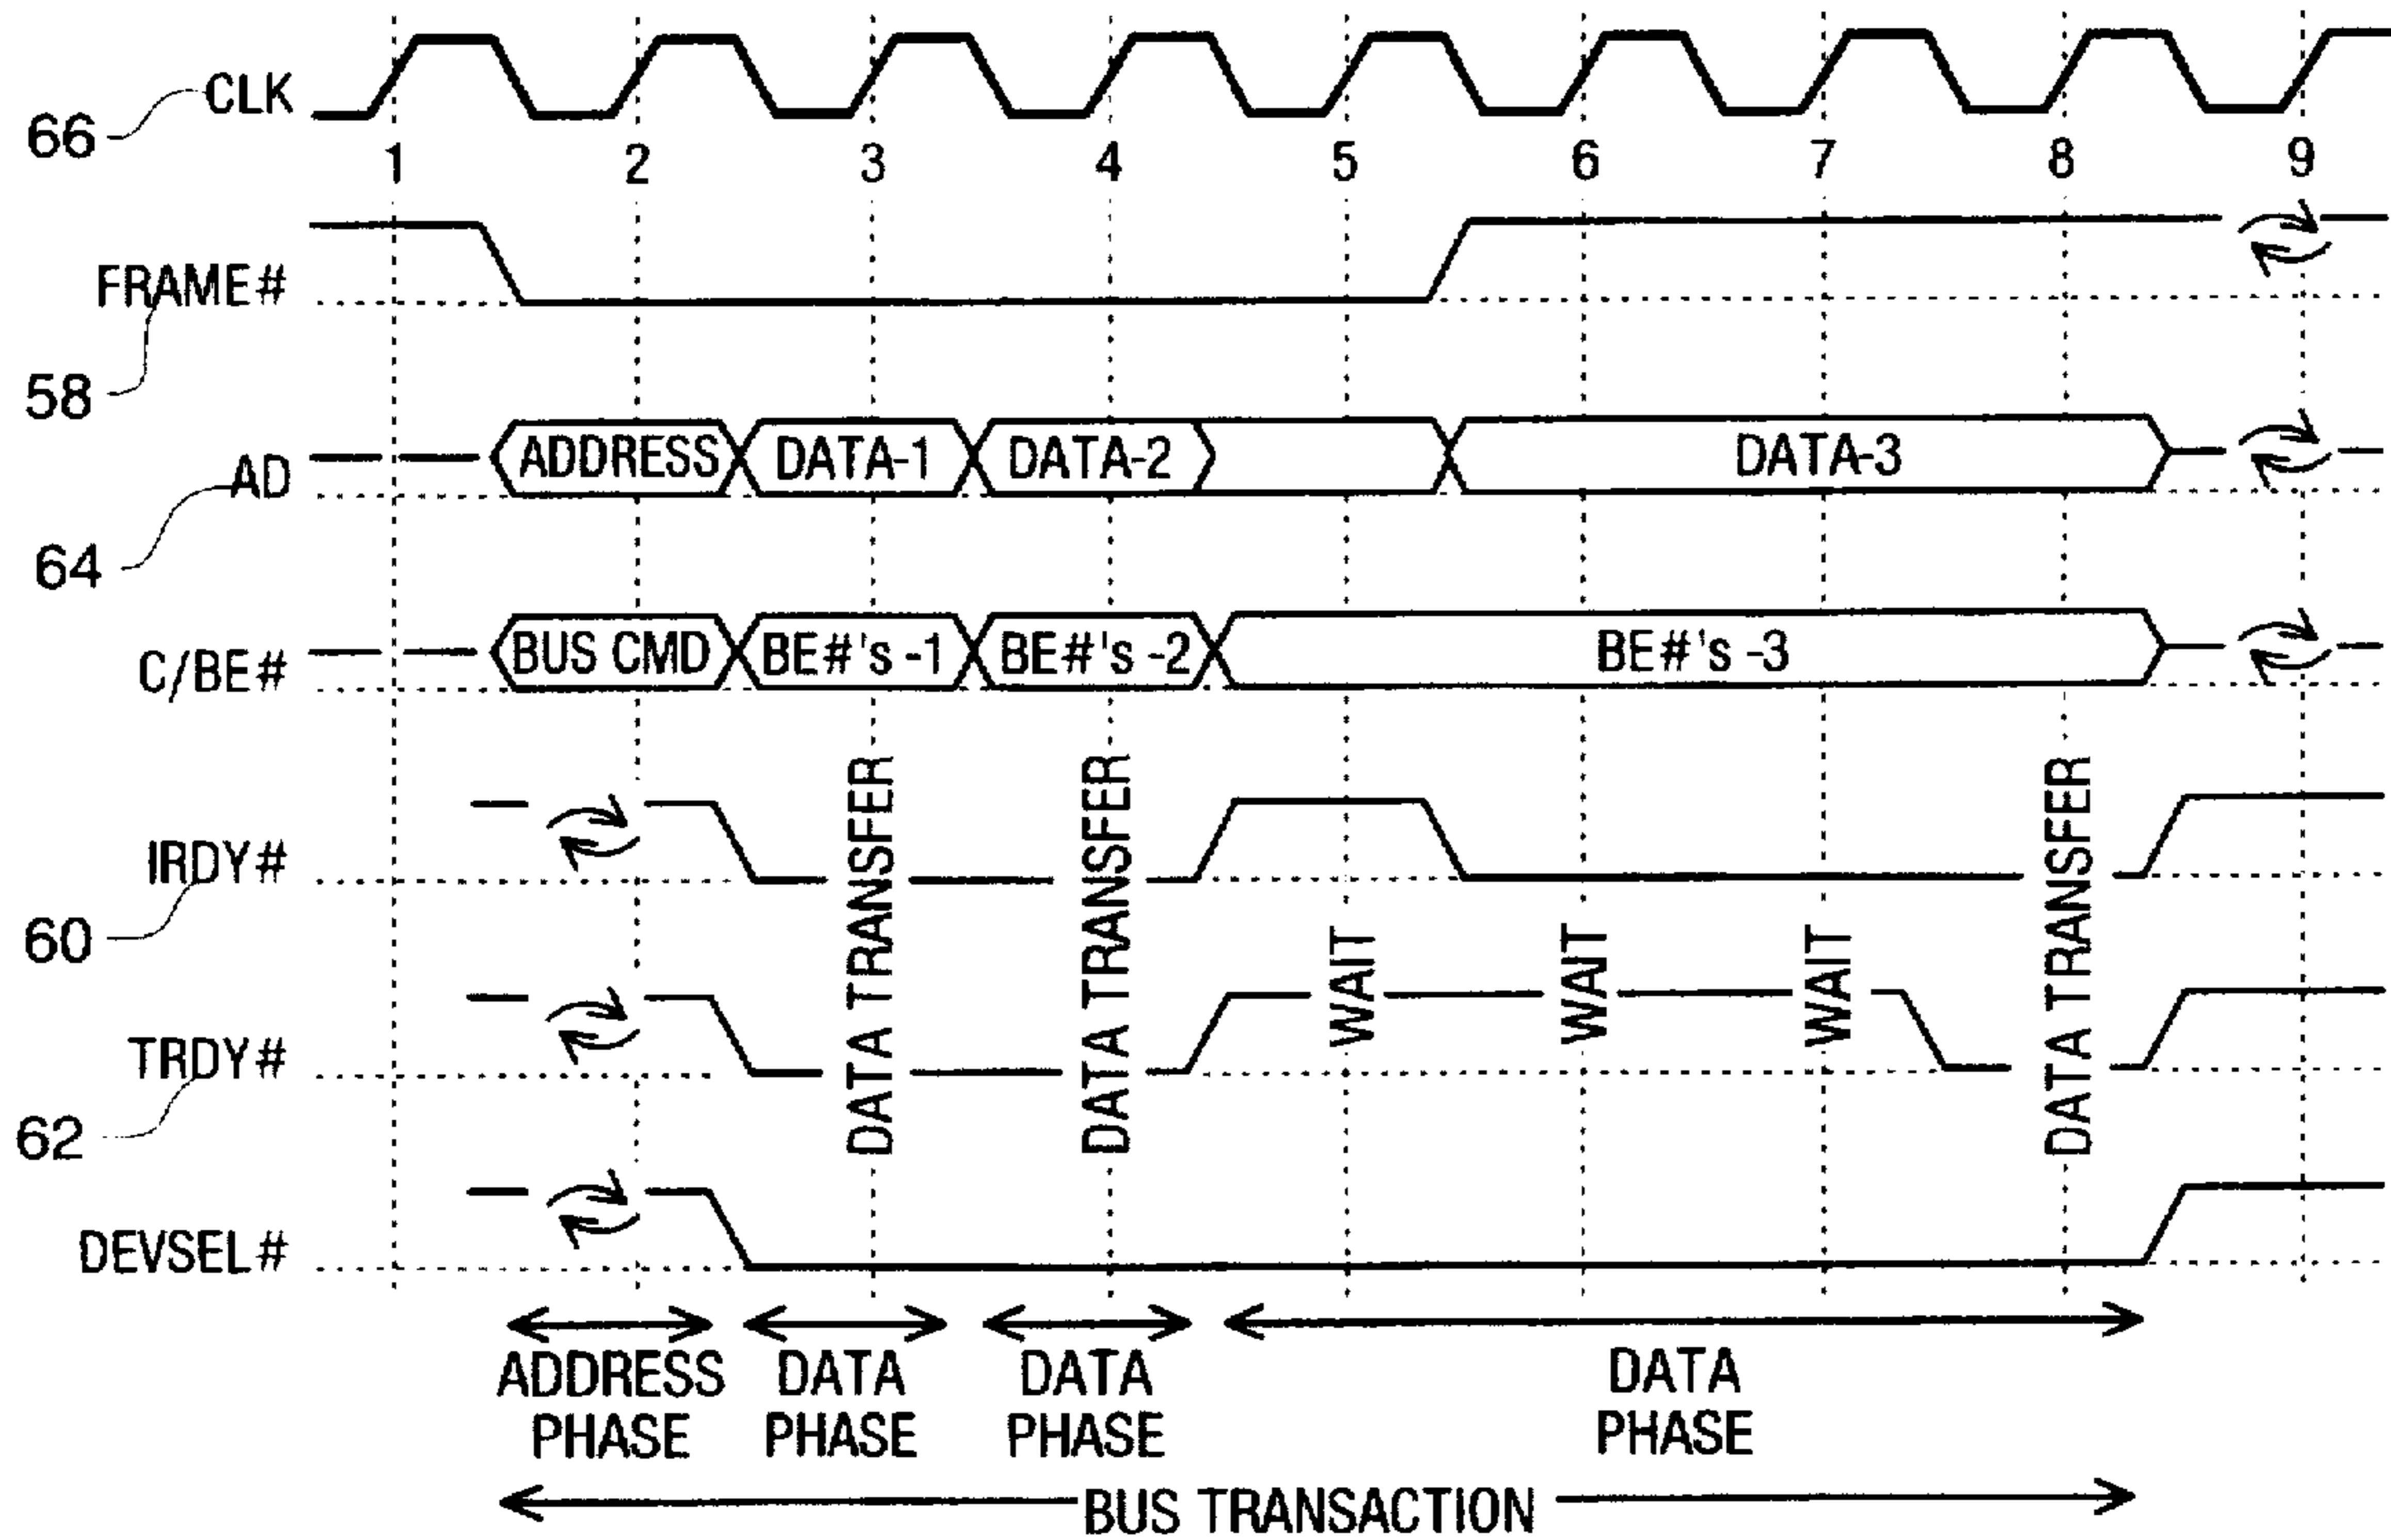 CLK
66
1 2 3 4 5 6 7 8 9
FRAME#
58
ADDRESS DATA-1 DATA-2 DATA-3
AD
64
BUS CMD BE#'s -1 BE#'s -2 BE#'s -3
C/BE#
IRDY#
60
DATA TRANSFER
DATA TRANSFER
WAIT
WAIT
WAIT
DATA TRANSFER
TRDY#
62
DEVSEL#
ADDRESS PHASE
DATA PHASE
DATA PHASE
DATA PHASE
BUS TRANSACTION